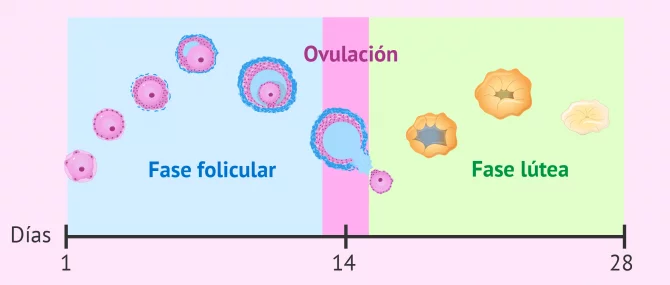 Ovulación
Fase folicular
Fase lútea
Días
1
14
28